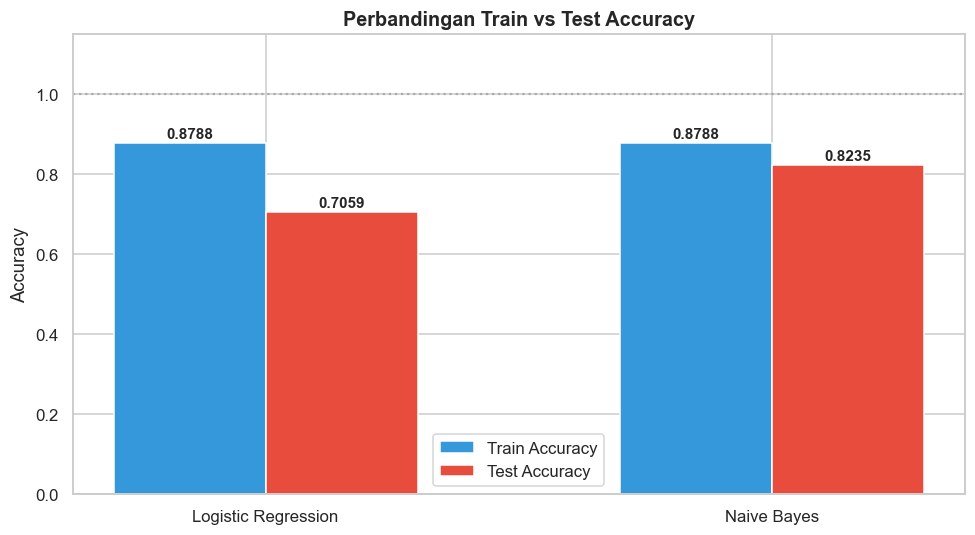 Perbandingan Train vs Test Accuracy
Accuracy
1.0
0.8
0.6
0.4
0.2
0.0
0.8788
0.7059
0.8788
0.8235
Train Accuracy
Test Accuracy
Logistic Regression
Naive Bayes